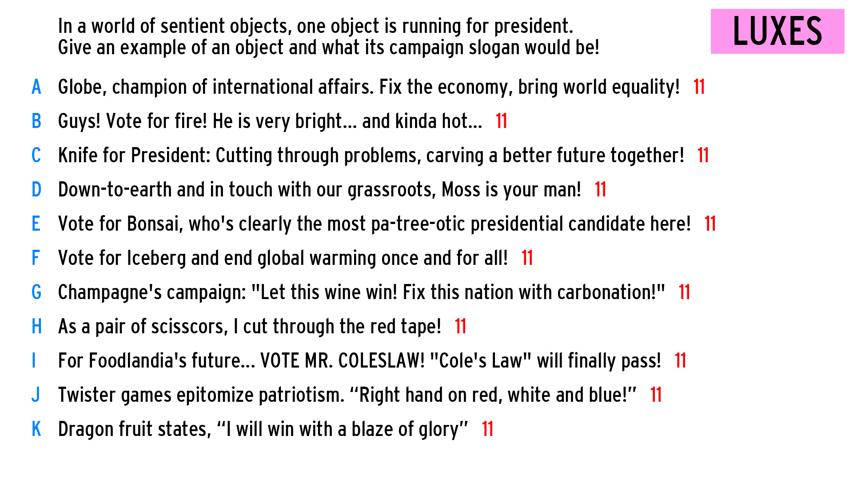 In a world of sentient objects, one object is running for president.
Give an example of an object and what its campaign slogan would be!
LUXES
A Globe, champion of international affairs. Fix the economy, bring world equality! 11
B Guys! Vote for fire! He is very bright... and kinda hot... 11
C Knife for President: Cutting through problems, carving a better future together! 11
D Down-to-earth and in touch with our grassroots, Moss is your man! 11
E Vote for Bonsai, who's clearly the most pa-tree-otic presidential candidate here! 11
F Vote for Iceberg and end global warming once and for all! 11
G Champagne's campaign: "Let this wine win! Fix this nation with carbonation!" 11
H As a pair of scisscors, I cut through the red tape! 11
I For Foodlandia's future... VOTE MR. COLESLAW! "Cole's Law" will finally pass! 11
J Twister games epitomize patriotism. “Right hand on red, white and blue!” 11
K Dragon fruit states, “I will win with a blaze of glory” 11